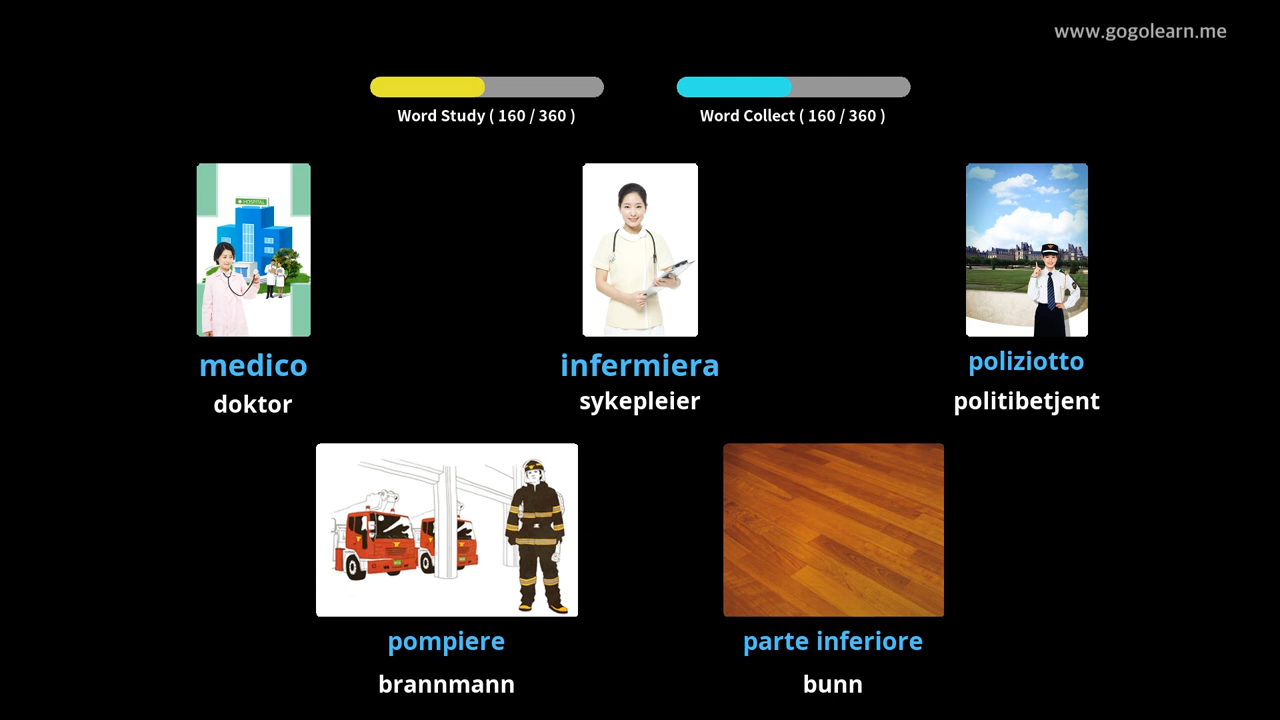 www.gogolearn.me
Word Study ( 160 / 360 )
Word Collect ( 160 / 360 )
HOSPITAL
medico
infermiera
poliziotto
doktor
sykepleier
politibetjent
pompiere
parte inferiore
brannmann
bunn